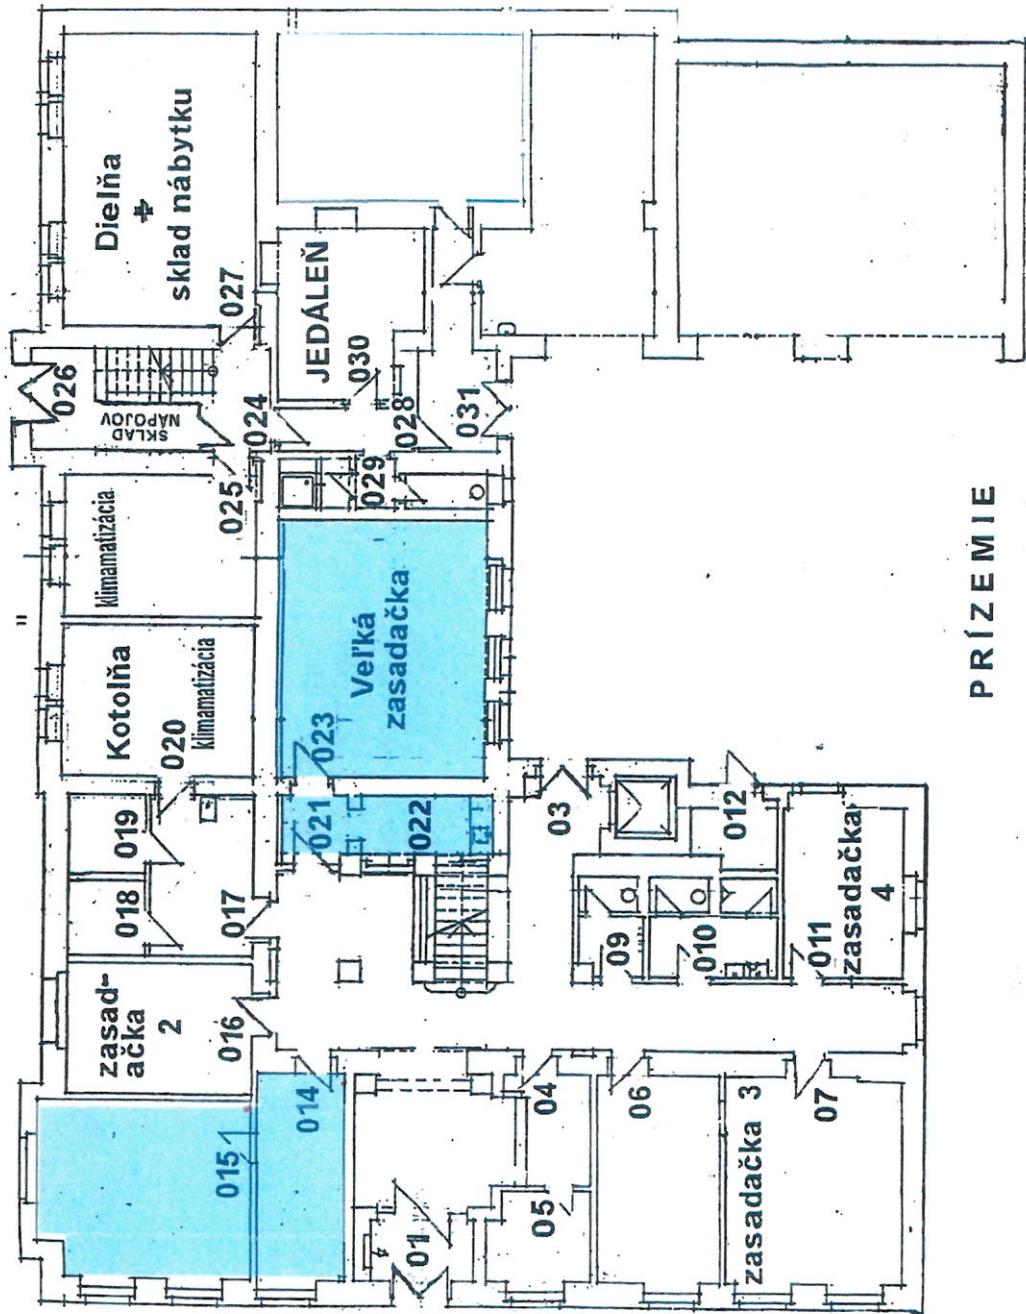 Dielňa
+
sklad nábytku
027
026
SKLAD
NÁPOJOV
024
025
klimamatizácia
Kotolňa
klimamatizácia
020
019
018
017
zasad-
ačka
2
016
015
014
JEDÁLEŇ
030
028
031
029
Veľká
zasadačka
023
021
022
03
012
09
010
011
zasadačka
4
01
04
05
06
zasadačka 3
07
PRÍZEMIE